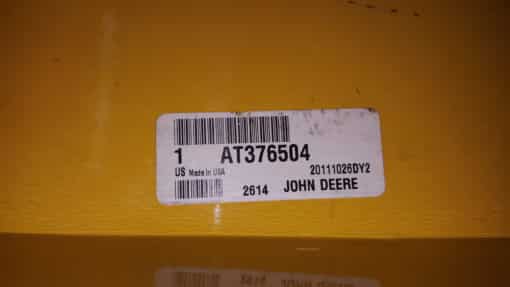 1 AT376504
US Made In USA 20111026DY2
2614 JOHN DEERE